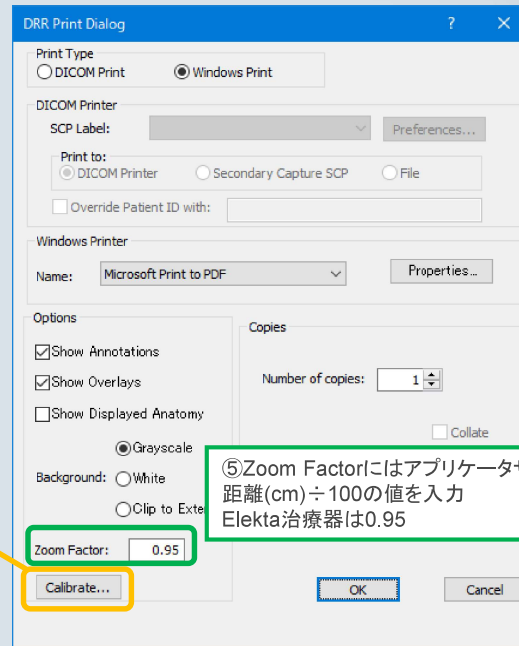 DRR Print Dialog
Print Type
DICOM Print
Windows Print
DICOM Printer
SCP Label:
Preferences...
Print to:
DICOM Printer
Secondary Capture SCP
File
Override Patient ID with:
Windows Printer
Name:
Microsoft Print to PDF
Properties...
Options
Copies
Show Annotations
Show Overlays
Number of copies:
1
Show Displayed Anatomy
Collate
Grayscale
Background:
White
Clip to Exte
⑤Zoom Factorにはアプリケータ
距離(cm)÷100の値を入力
Elekta治療器は0.95
Zoom Factor:
0.95
Calibrate...
OK
Cancel